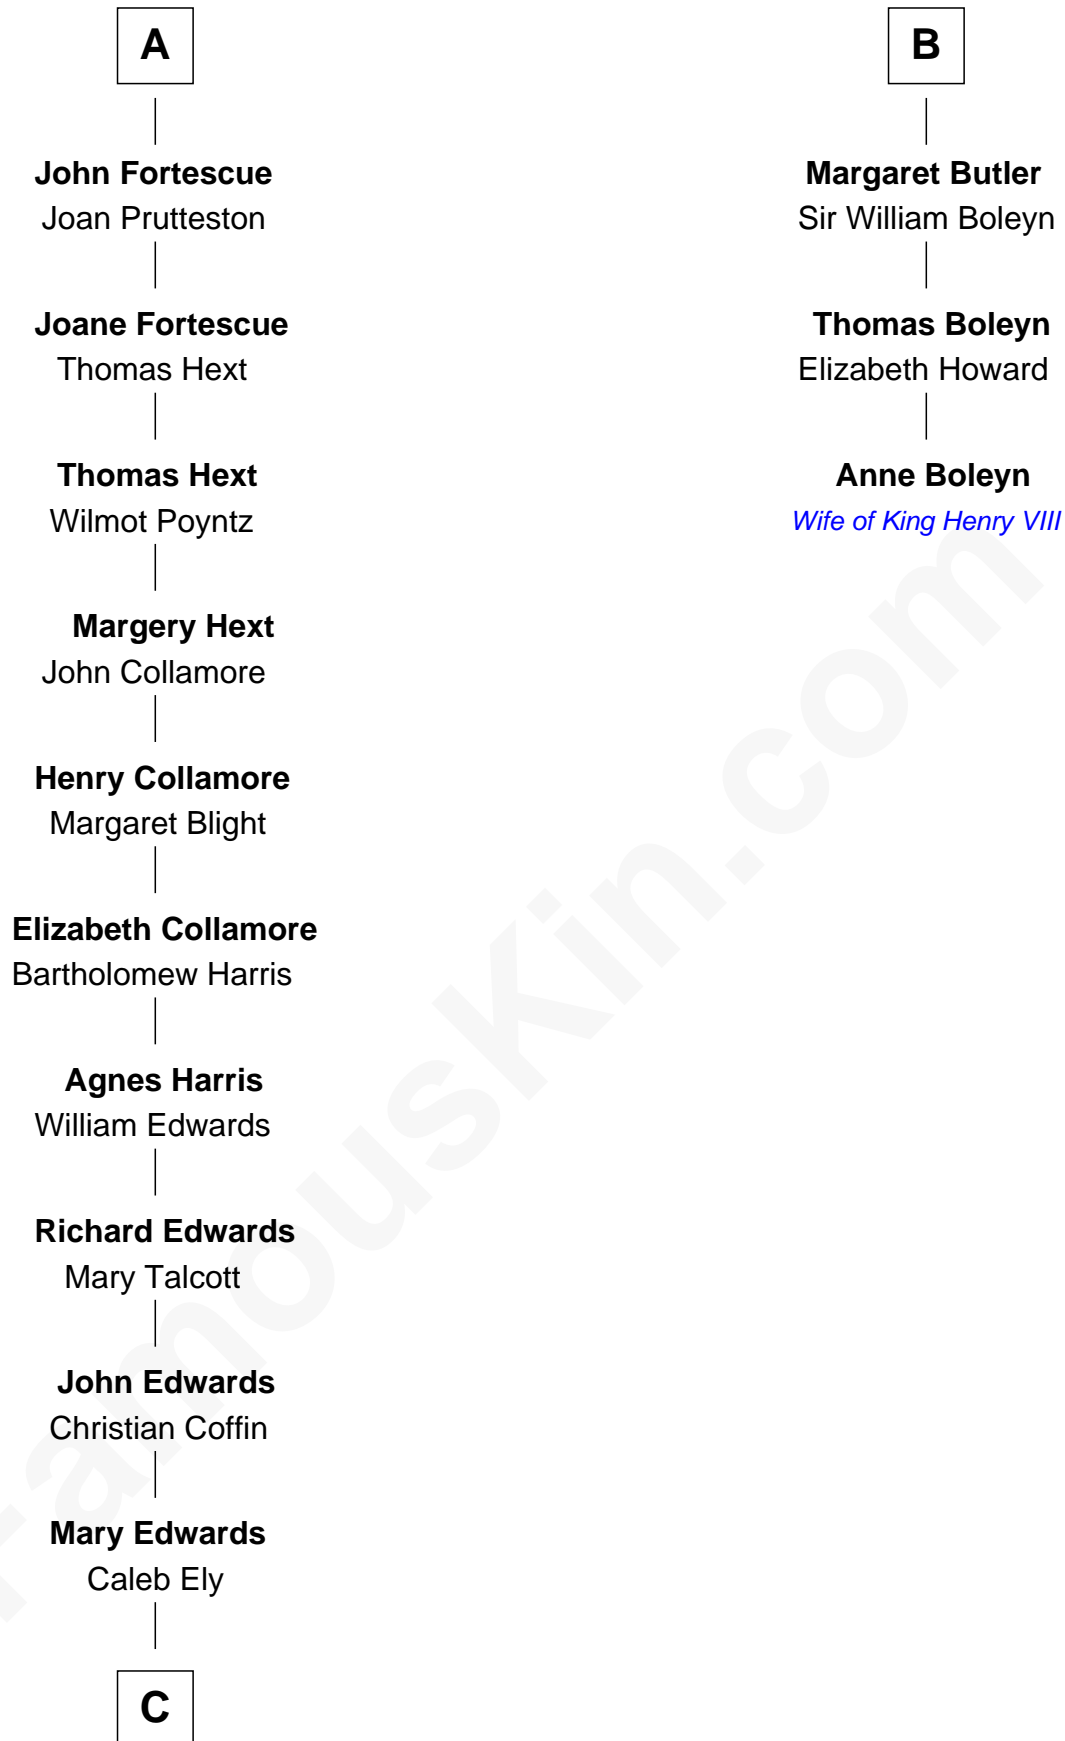 A
John Fortescue
Joan Prutteston
Joane Fortescue
Thomas Hext
Thomas Hext
Wilmot Poyntz
Margery Hext
John Collamore
Henry Collamore
Margaret Blight
Elizabeth Collamore
Bartholomew Harris
Agnes Harris
William Edwards
Richard Edwards
Mary Talcott
John Edwards
Christian Coffin
Mary Edwards
Caleb Ely
C
B
Margaret Butler
Sir William Boleyn
Thomas Boleyn
Elizabeth Howard
Anne Boleyn
Wife of King Henry VIII
FamousKin.com